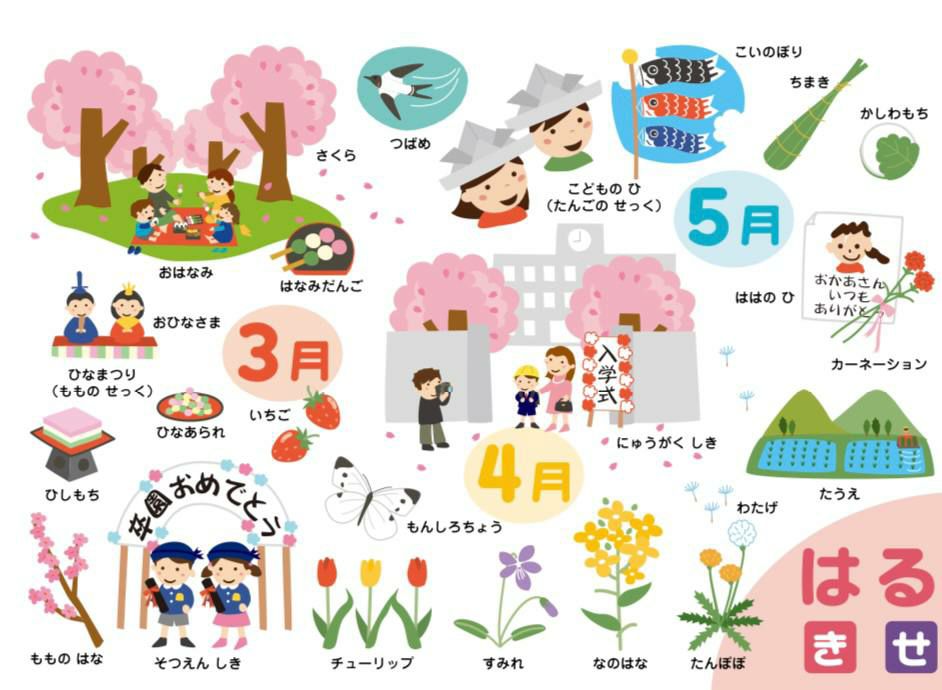 こいのぼり
ちまき
かしわもち
つばめ
さくら
こどもの ひ
（たんごの せっく）
5月
おはなみ
はなみだんご
おかあさん
いつも
ありがと
ははの ひ
カーネーション
おひなさま
3月
ひなまつり
（ももの せっく）
いちご
ひなあられ
入学式
にゅうがく しき
4月
ひしもち
卒園おめでとう
もんしろちょう
たうえ
わたげ
はる
きせ
ももの はな
そつえん しき
チューリップ
すみれ
なのはな
たんぽぽ